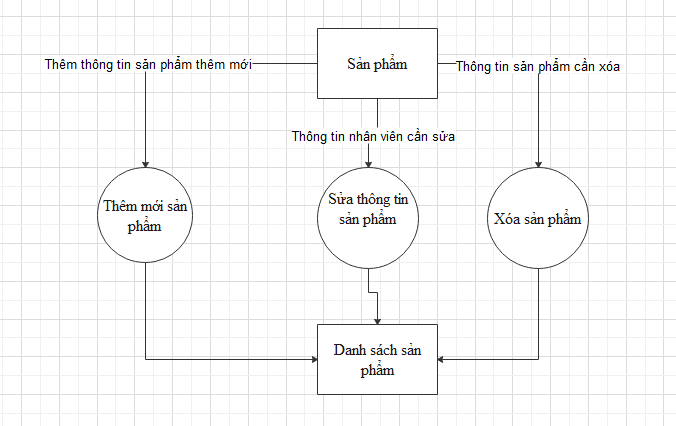 Sản phẩm
Thêm thông tin sản phẩm thêm mới
Thông tin sản phẩm cần xóa
Thông tin nhân viên cần sửa
Thêm mới sản
phẩm
Sửa thông tin
sản phẩm
Xóa sản phẩm
Danh sách sản
phẩm